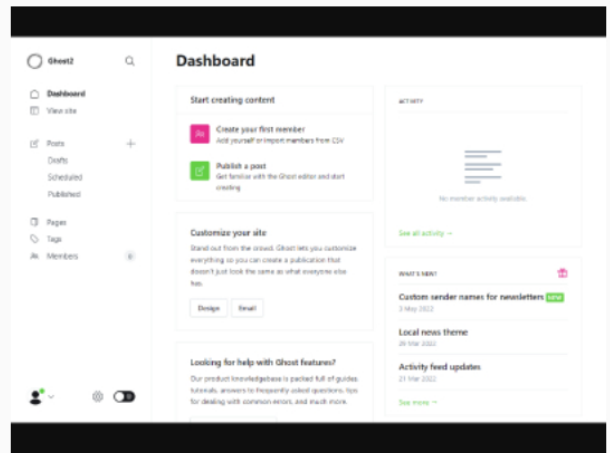 Ghost2
Dashboard
View site
Posts
Drafts
Scheduled
Published
Pages
Tags
Members
0
Dashboard
Start creating content
Create your first member
Add yourself or import members from CSV
Publish a post
Get familiar with the Ghost editor and start
creating
Customize your site
Stand out from the crowd. Ghost lets you customize
everything so you can create a publication that
doesn't just look the same as what everyone else
has.
Design Email
Looking for help with Ghost features?
Our product knowledgebase is packed full of guides,
tutorials, answers to frequently asked questions, tips
for dealing with common errors, and much more.
ACTIVITY
No member activity available.
See all activity →
WHAT'S NEW?
Custom sender names for newsletters NEW
3 May 2022
Local news theme
29 Mar 2022
Activity feed updates
21 Mar 2022
See more →